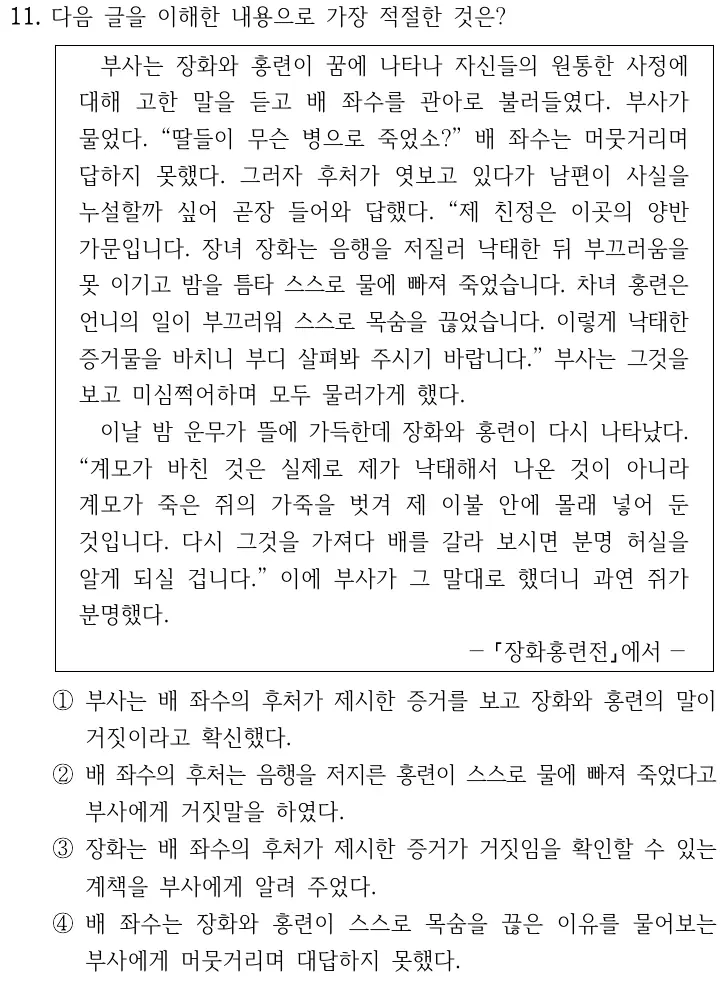 11. 다음 글을 이해한 내용으로 가장 적절한 것은?
부사는 장화와 홍련이 꿈에 나타나 자신들의 원통한 사정에
대해 고한 말을 듣고 배 좌수를 관아로 불러들였다. 부사가
물었다. “딸들이 무슨 병으로 죽었소?” 배 좌수는 머뭇거리며
답하지 못했다. 그러자 후처가 엿보고 있다가 남편이 사실을
누설할까 싶어 곧장 들어와 답했다. “제 친정은 이곳의 양반
가문입니다. 장녀 장화는 음행을 저질러 낙태한 뒤 부끄러움을
못 이기고 밤을 틈타 스스로 물에 빠져 죽었습니다. 차녀 홍련은
언니의 일이 부끄러워 스스로 목숨을 끊었습니다. 이렇게 낙태한
증거물을 바치니 부디 살펴봐 주시기 바랍니다.” 부사는 그것을
보고 미심쩍어하며 모두 물러가게 했다.
이날 밤 운무가 뜰에 가득한데 장화와 홍련이 다시 나타났다.
“계모가 바친 것은 실제로 제가 낙태해서 나온 것이 아니라
계모가 죽은 쥐의 가죽을 벗겨 제 이불 안에 몰래 넣어 둔
것입니다. 다시 그것을 가져다 배를 갈라 보시면 분명 허실을
알게 되실 겁니다.” 이에 부사가 그 말대로 했더니 과연 쥐가
분명했다.
－「장화홍련전」에서－
① 부사는 배 좌수의 후처가 제시한 증거를 보고 장화와 홍련의 말이
거짓이라고 확신했다.
② 배 좌수의 후처는 음행을 저지른 홍련이 스스로 물에 빠져 죽었다고
부사에게 거짓말을 하였다.
③ 장화는 배 좌수의 후처가 제시한 증거가 거짓임을 확인할 수 있는
계책을 부사에게 알려 주었다.
④ 배 좌수는 장화와 홍련이 스스로 목숨을 끊은 이유를 물어보는
부사에게 머뭇거리며 대답하지 못했다.